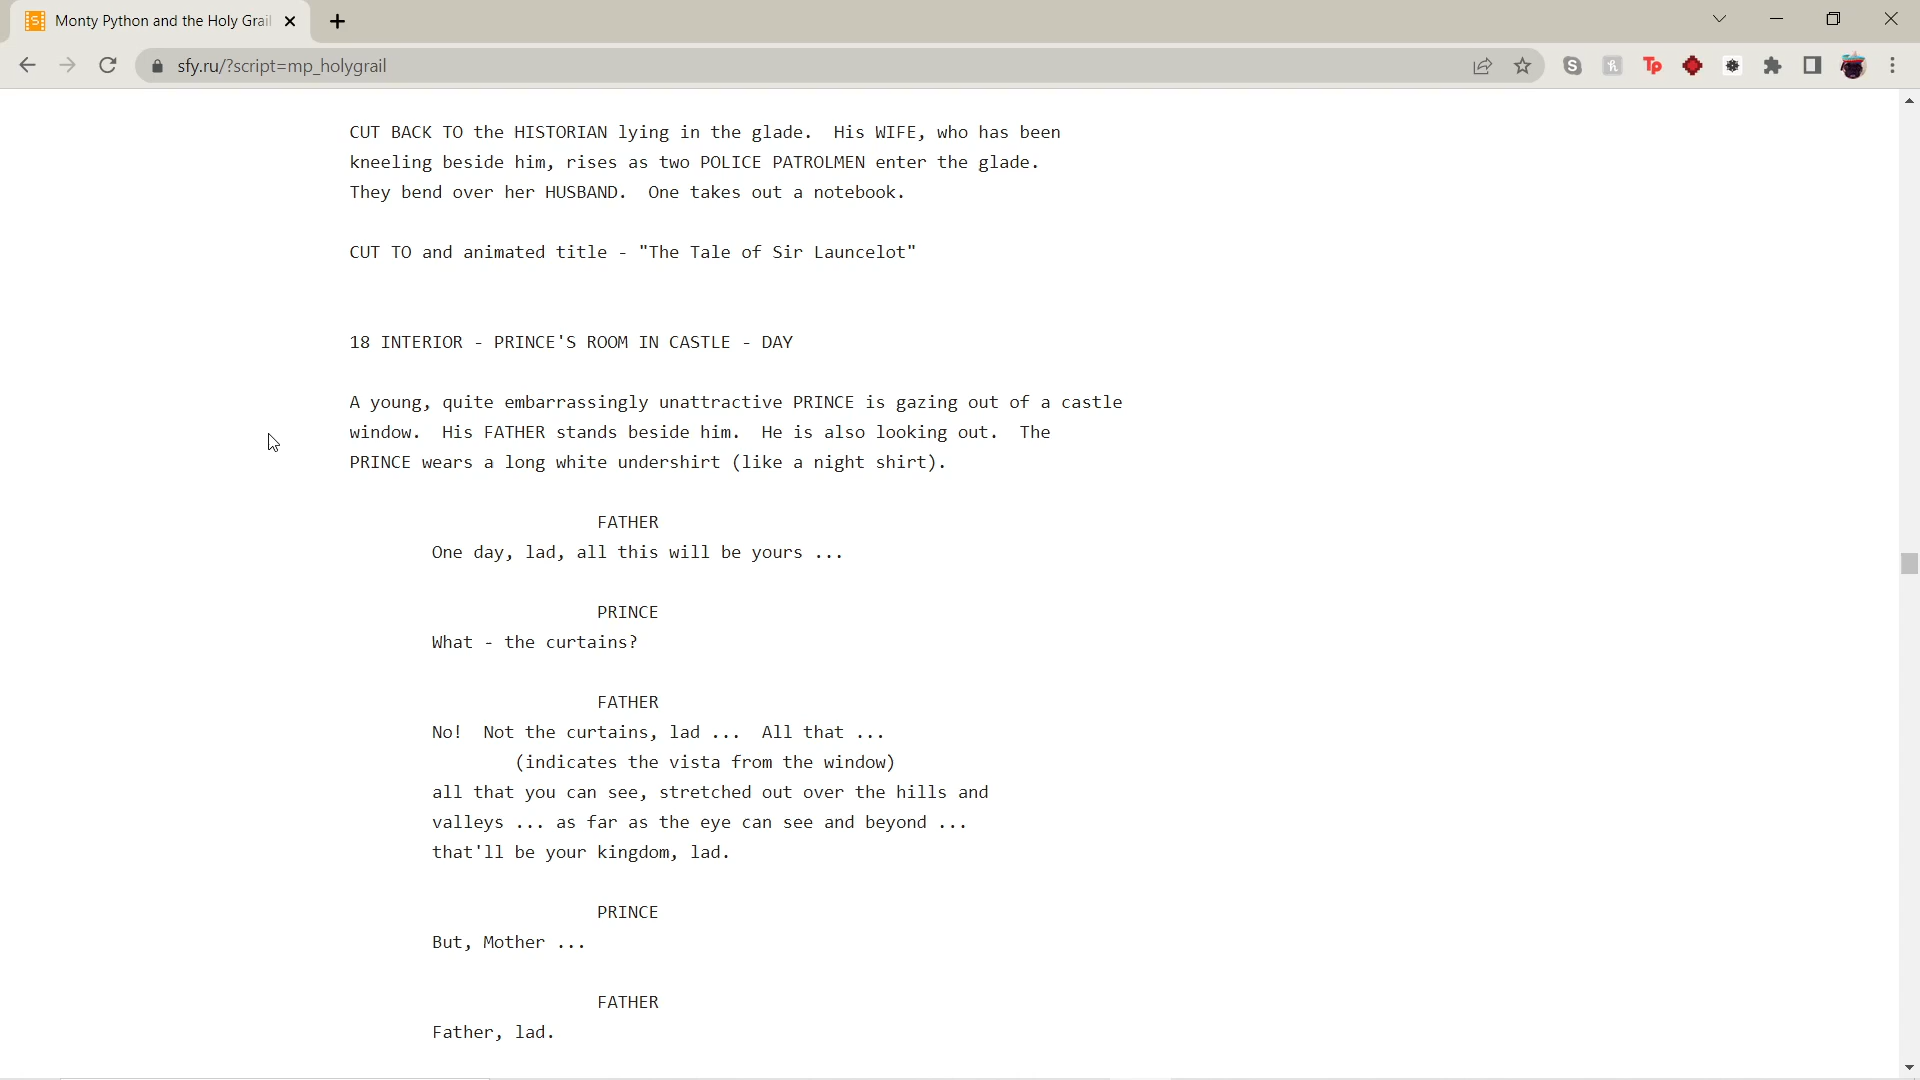 Monty Python and the Holy Grail
sfy.ru/?script=mp_holygrail
CUT BACK TO the HISTORIAN lying in the glade.  His WIFE, who has been
kneeling beside him, rises as two POLICE PATROLMEN enter the glade.
They bend over her HUSBAND.  One takes out a notebook.
CUT TO and animated title - "The Tale of Sir Launcelot"
18 INTERIOR - PRINCE'S ROOM IN CASTLE - DAY
A young, quite embarrassingly unattractive PRINCE is gazing out of a castle
window.  His FATHER stands beside him.  He is also looking out.  The
PRINCE wears a long white undershirt (like a night shirt).
FATHER
One day, lad, all this will be yours ...
PRINCE
What - the curtains?
FATHER
No!  Not the curtains, lad ...  All that ...
(indicates the vista from the window)
all that you can see, stretched out over the hills and
valleys ... as far as the eye can see and beyond ...
that'll be your kingdom, lad.
PRINCE
But, Mother ...
FATHER
Father, lad.